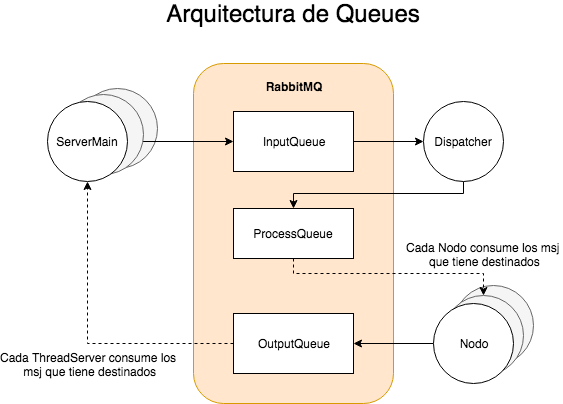 Arquitectura de Queues
RabbitMQ
ServerMain
InputQueue
Dispatcher
ProcessQueue
Cada Nodo consume los msj
que tiene destinados
OutputQueue
Nodo
Cada ThreadServer consume los
msj que tiene destinados